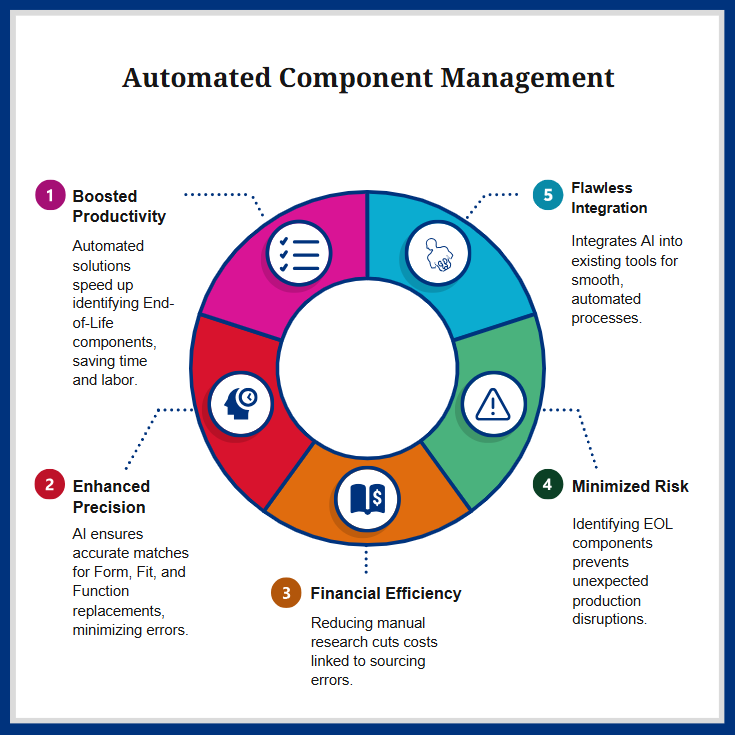 Automated Component Management
1
Boosted
Productivity
Automated
solutions
speed up
identifying End-
of-Life
components,
saving time
and labor.
2
Enhanced
Precision
AI ensures
accurate matches
for Form, Fit, and
Function
replacements,
minimizing errors.
$
3
Financial Efficiency
Reducing manual
research cuts costs
linked to sourcing
errors.
4
Minimized Risk
Identifying EOL
components
prevents
unexpected
production
disruptions.
5
Flawless
Integration
Integrates AI into
existing tools for
smooth,
automated
processes.